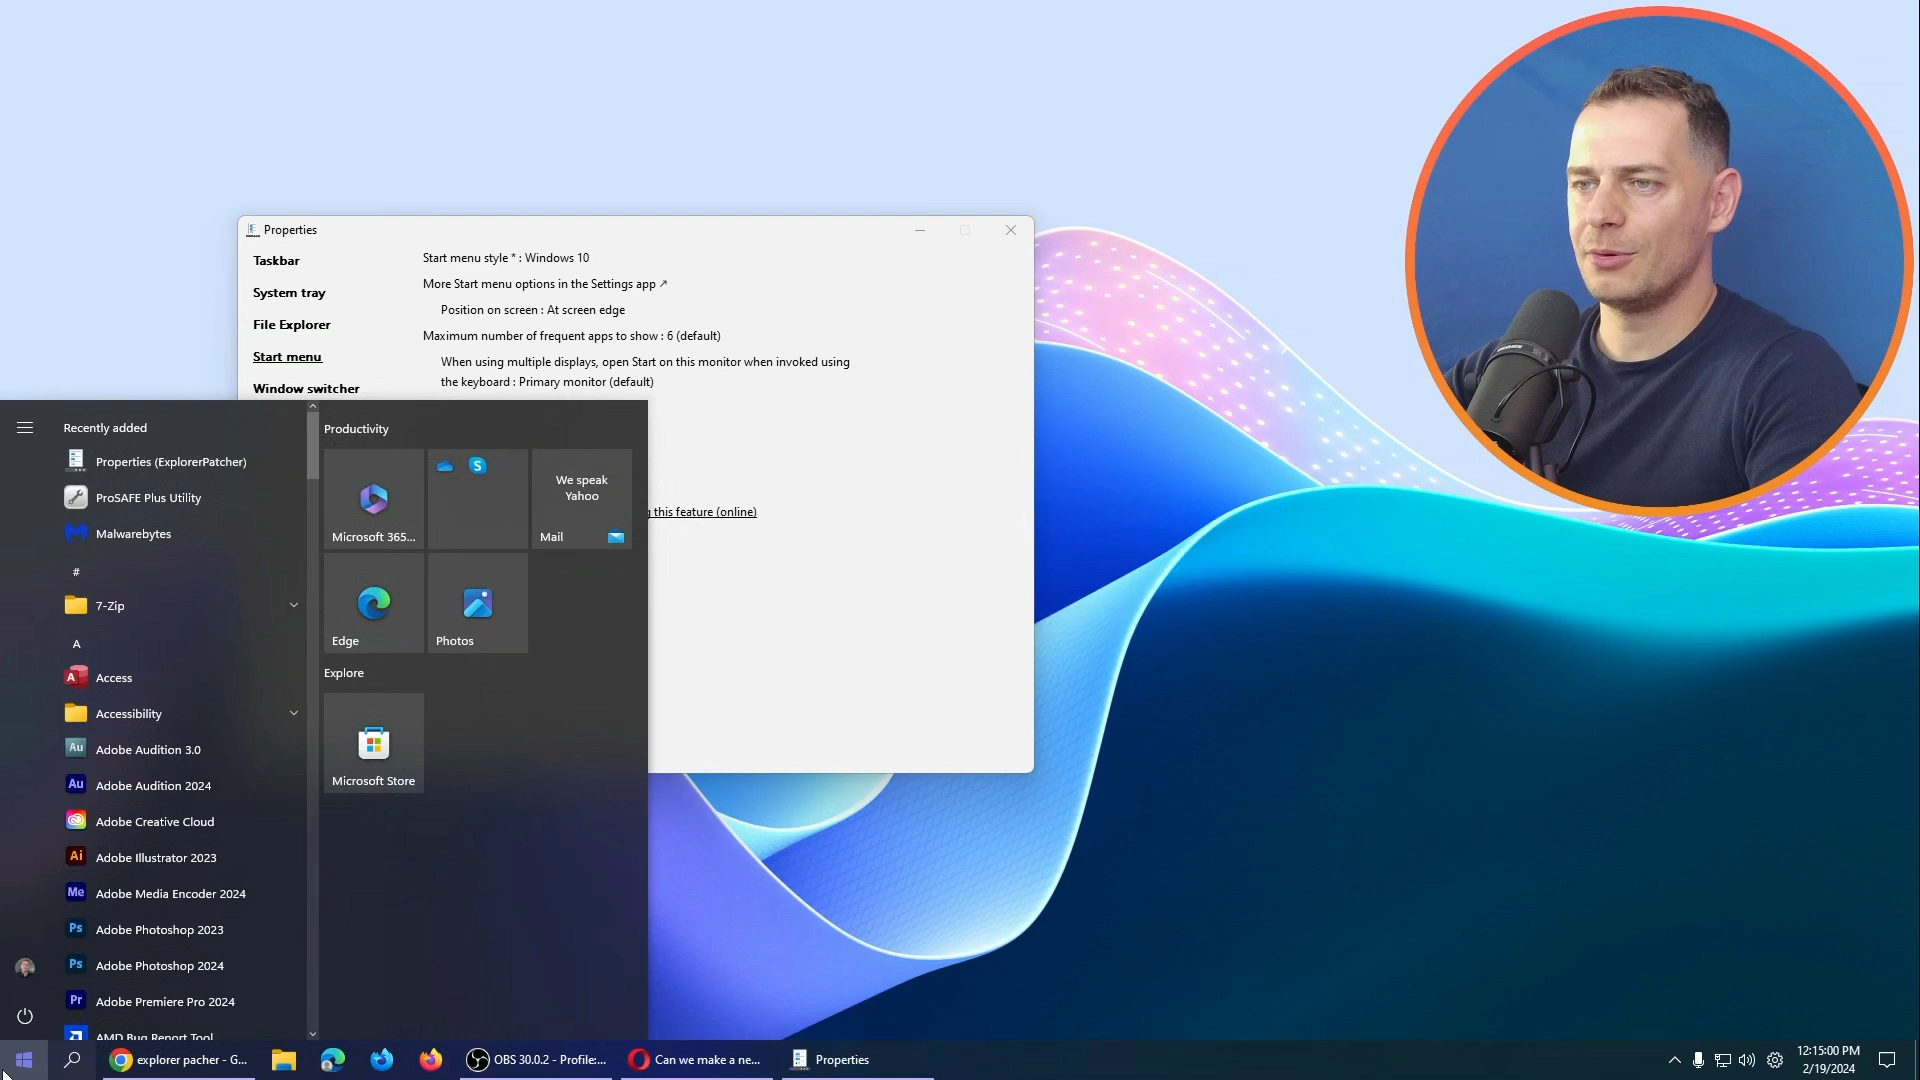 Properties
Taskbar
System tray
File Explorer
Start menu
Window switcher
Start menu style * : Windows 10
More Start menu options in the Settings app ↗
Position on screen : At screen edge
Maximum number of frequent apps to show : 6 (default)
When using multiple displays, open Start on this monitor when invoked using
the keyboard : Primary monitor (default)
this feature (online)
Recently added
Properties (ExplorerPatcher)
ProSAFE Plus Utility
Malwarebytes
#
7-Zip
A
Access
Accessibility
Adobe Audition 3.0
Adobe Audition 2024
Adobe Creative Cloud
Adobe Illustrator 2023
Adobe Media Encoder 2024
Adobe Photoshop 2023
Adobe Photoshop 2024
Adobe Premiere Pro 2024
AMD Bug Report Tool
Productivity
Microsoft 365...
We speak
Yahoo
Mail
Edge
Photos
Explore
Microsoft Store
explorer pacher - G...
OBS 30.0.2 - Profile:...
Can we make a ne...
Properties
12:15:00 PM
2/19/2024